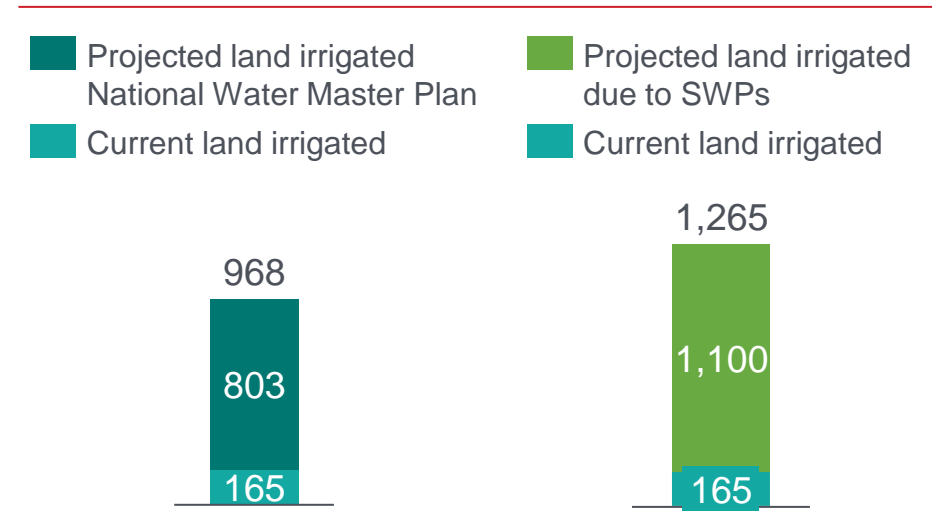 Projected land irrigated
National Water Master Plan
Current land irrigated
Projected land irrigated
due to SWPs
Current land irrigated
968
803
165
1,265
1,100
165